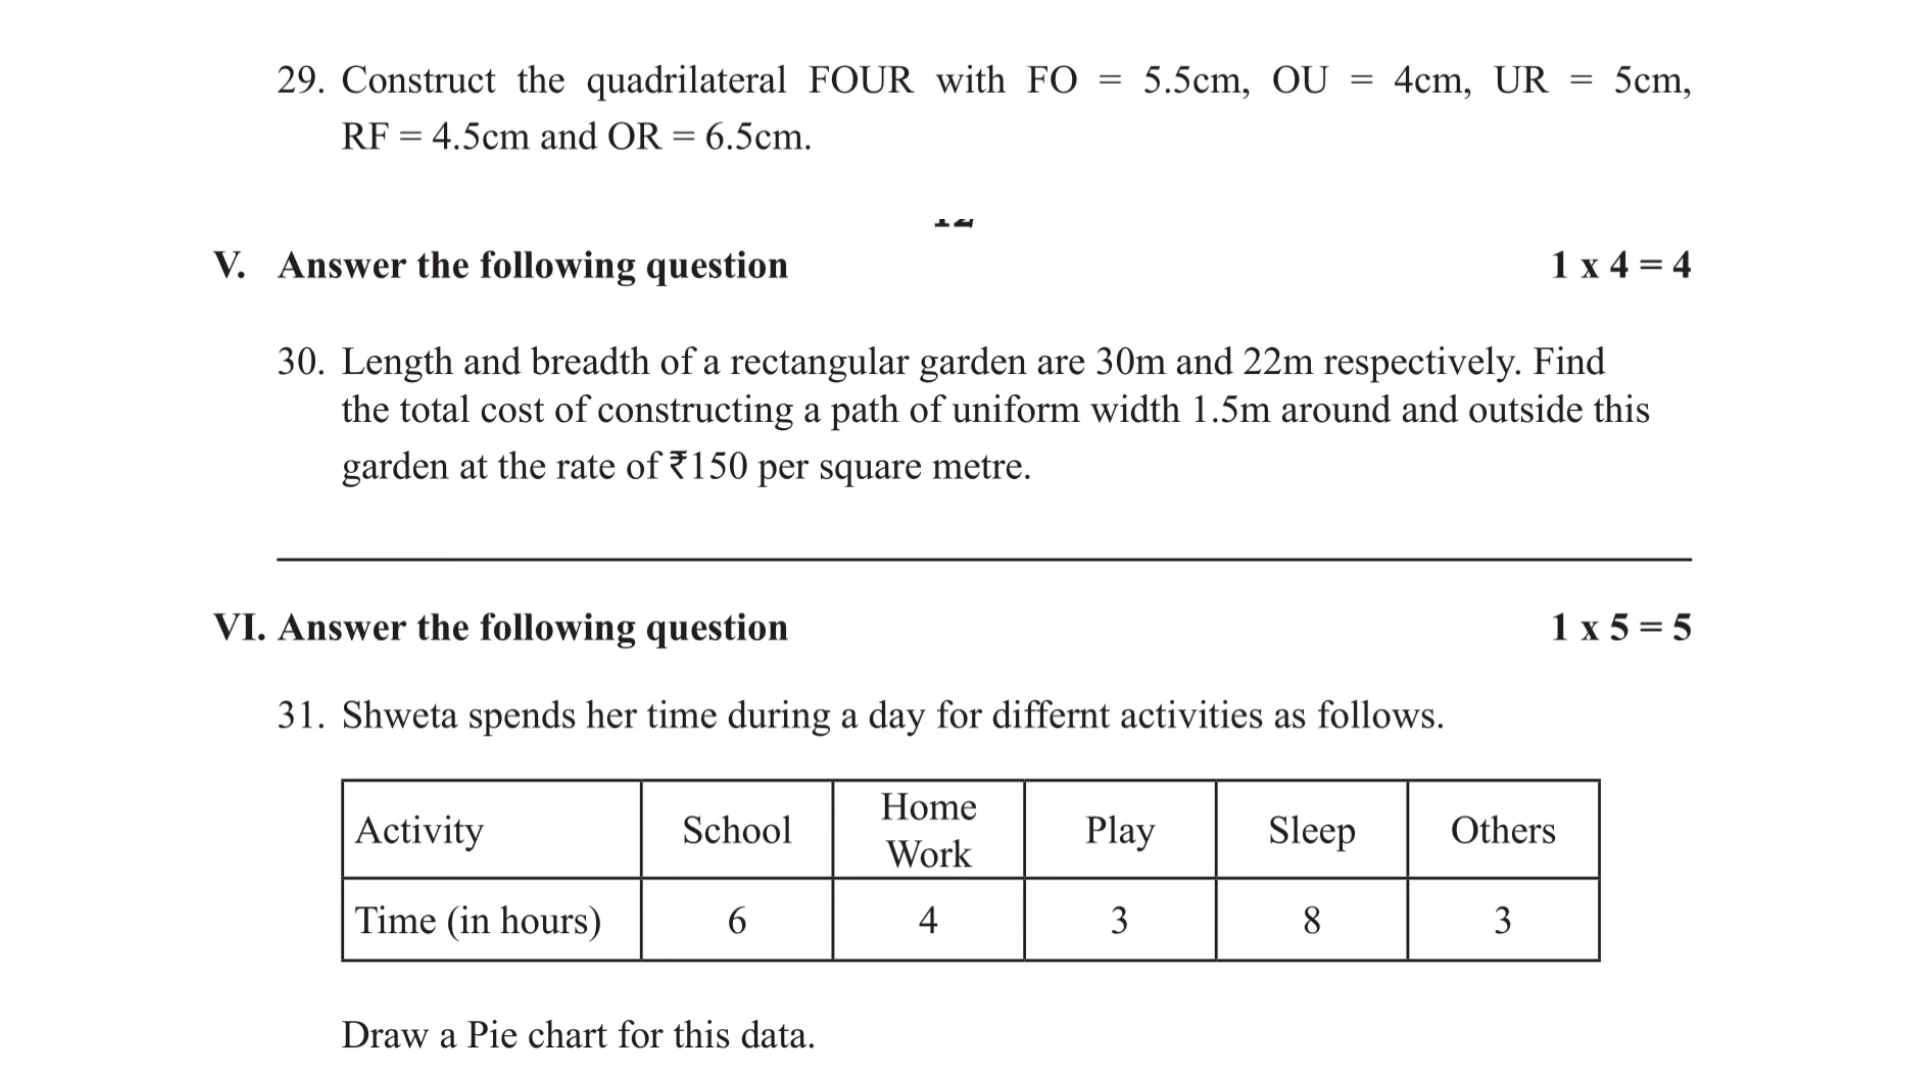 29. Construct the quadrilateral FOUR with FO = 5.5cm, OU = 4cm, UR = 5cm,
RF = 4.5cm and OR = 6.5cm.
V. Answer the following question 1 x 4 = 4
30. Length and breadth of a rectangular garden are 30m and 22m respectively. Find
the total cost of constructing a path of uniform width 1.5m around and outside this
garden at the rate of ₹150 per square metre.
VI. Answer the following question 1 x 5 = 5
31. Shweta spends her time during a day for differnt activities as follows.
Activity School Home Work Play Sleep Others
Time (in hours) 6 4 3 8 3
Draw a Pie chart for this data.